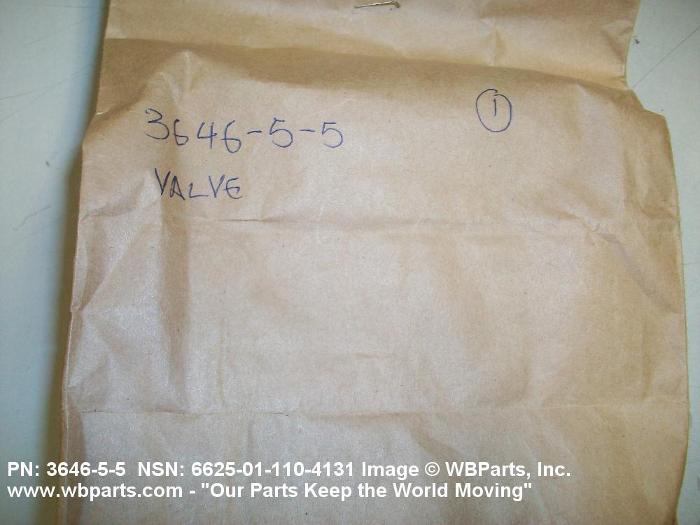 3646-5-5 1
VALVE
PN: 3646-5-5 NSN: 6625-01-110-4131 Image © WBParts, Inc.
www.wbparts.com - "Our Parts Keep the World Moving"